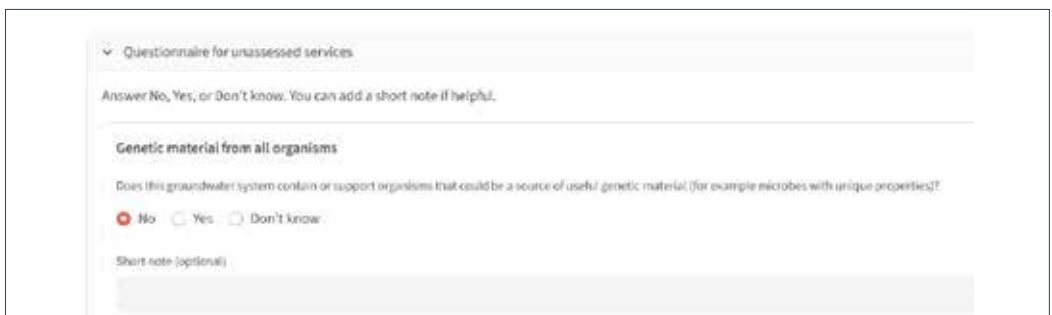 Questionnaire for unassessed services
Answer No, Yes, or Don't know. You can add a short note if helpful.
Genetic material from all organisms
Does this groundwater system contain or support organisms that could be a source of useful genetic material (for example microbes with unique properties)?
No Yes Don't know
Short note (optional)